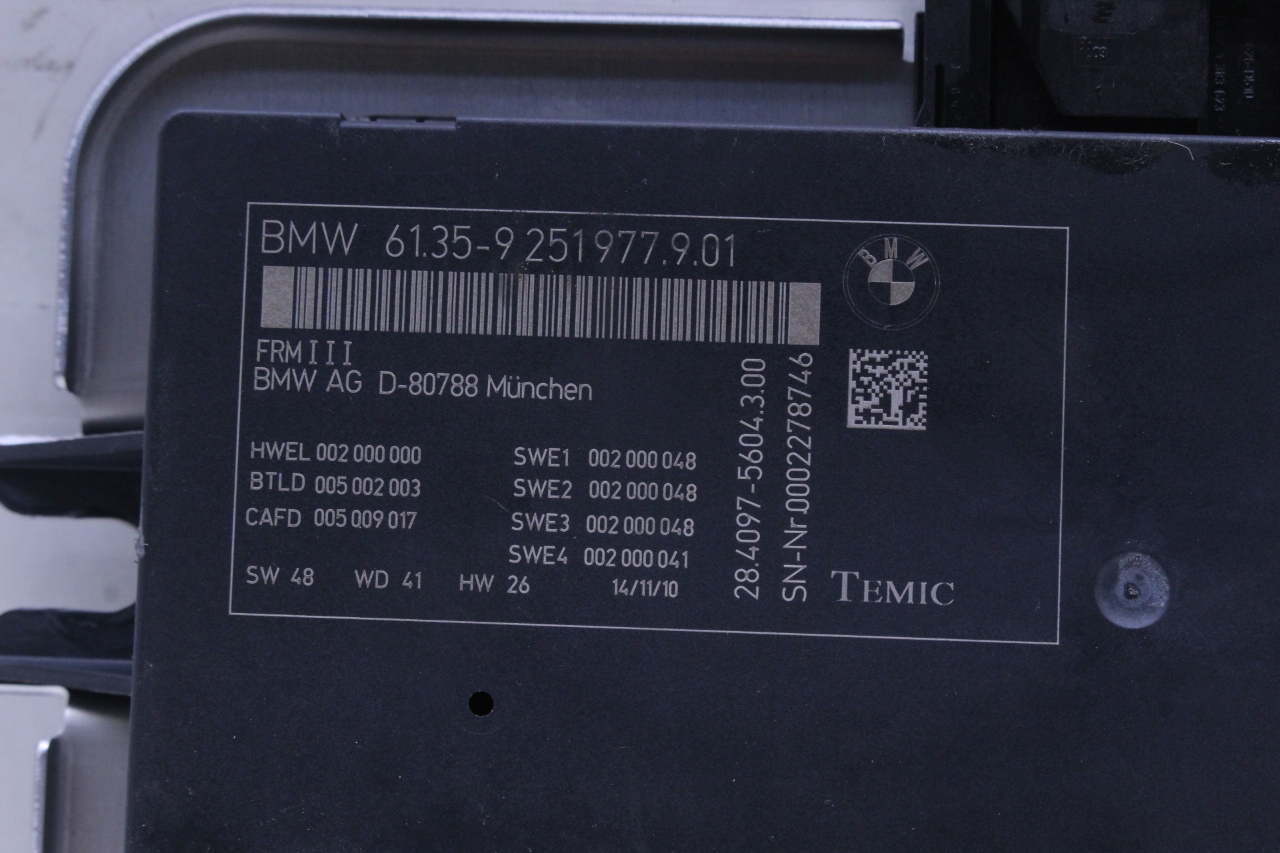 BMW 61.35-9 251 977.9.01
BMW
FRM III
BMW AG D-80788 München
HWEL 002 000 000
BTLD 005 002 003
CAFD 005 009 017
SWE1 002 000 048
SWE2 002 000 048
SWE3 002 000 048
SWE4 002 000 041
SW 48 WD 41 HW 26 14/11/10
28.4097-5604.3.00
SN-Nr.0002278746
TEMIC